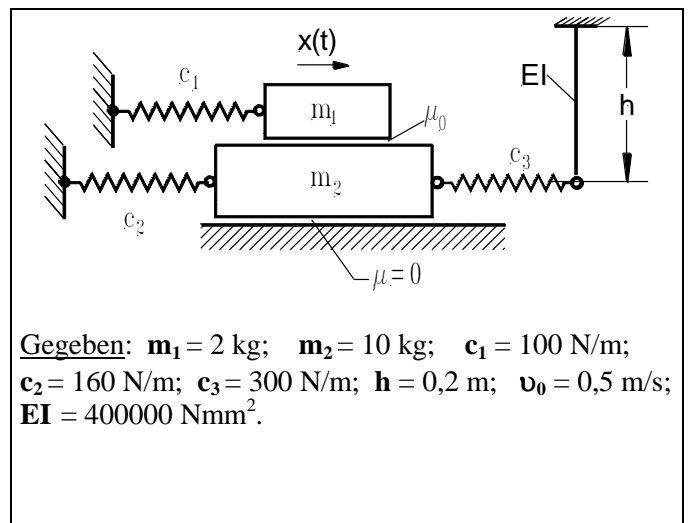 x(t)
c₁
m₁
μ₀
EI
h
c₂
m₂
c₃
μ = 0
Gegeben: m₁ = 2 kg; m₂ = 10 kg; c₁ = 100 N/m;
c₂ = 160 N/m; c₃ = 300 N/m; h = 0,2 m; υ₀ = 0,5 m/s;
EI = 400000 Nmm².